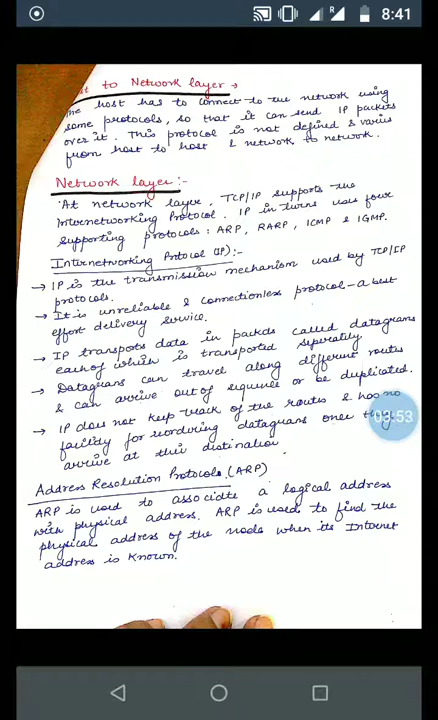 8:41
to Network layer →
The host has to connect to the network using
some protocols, so that it can send IP packets
over it. This protocol is not defined & varies
from host to host & network to network.
Network layer:-
At network layer, TCP/IP supports the
Internetworking Protocol. IP in turns uses four
supporting protocols: ARP, RARP, ICMP & IGMP.
Internetworking Protocol (IP):-
→ IP is the transmission mechanism used by TCP/IP
protocols.
→ It is unreliable & connectionless protocol - a best
effort delivery service.
→ IP transports data in packets called datagrams
each of which is transported seperately
→ Datagrams can travel along different routes
& can arrive out of sequence or be duplicated.
→ IP does not keep track of the routes & has no
facility for reordering datagrams once they
arrive at their distination
53
Address Resolution Protocols (ARP)
ARP is used to associate a logical address
with physical address. ARP is used to find the
physical address of the node when its Internet
address is known.